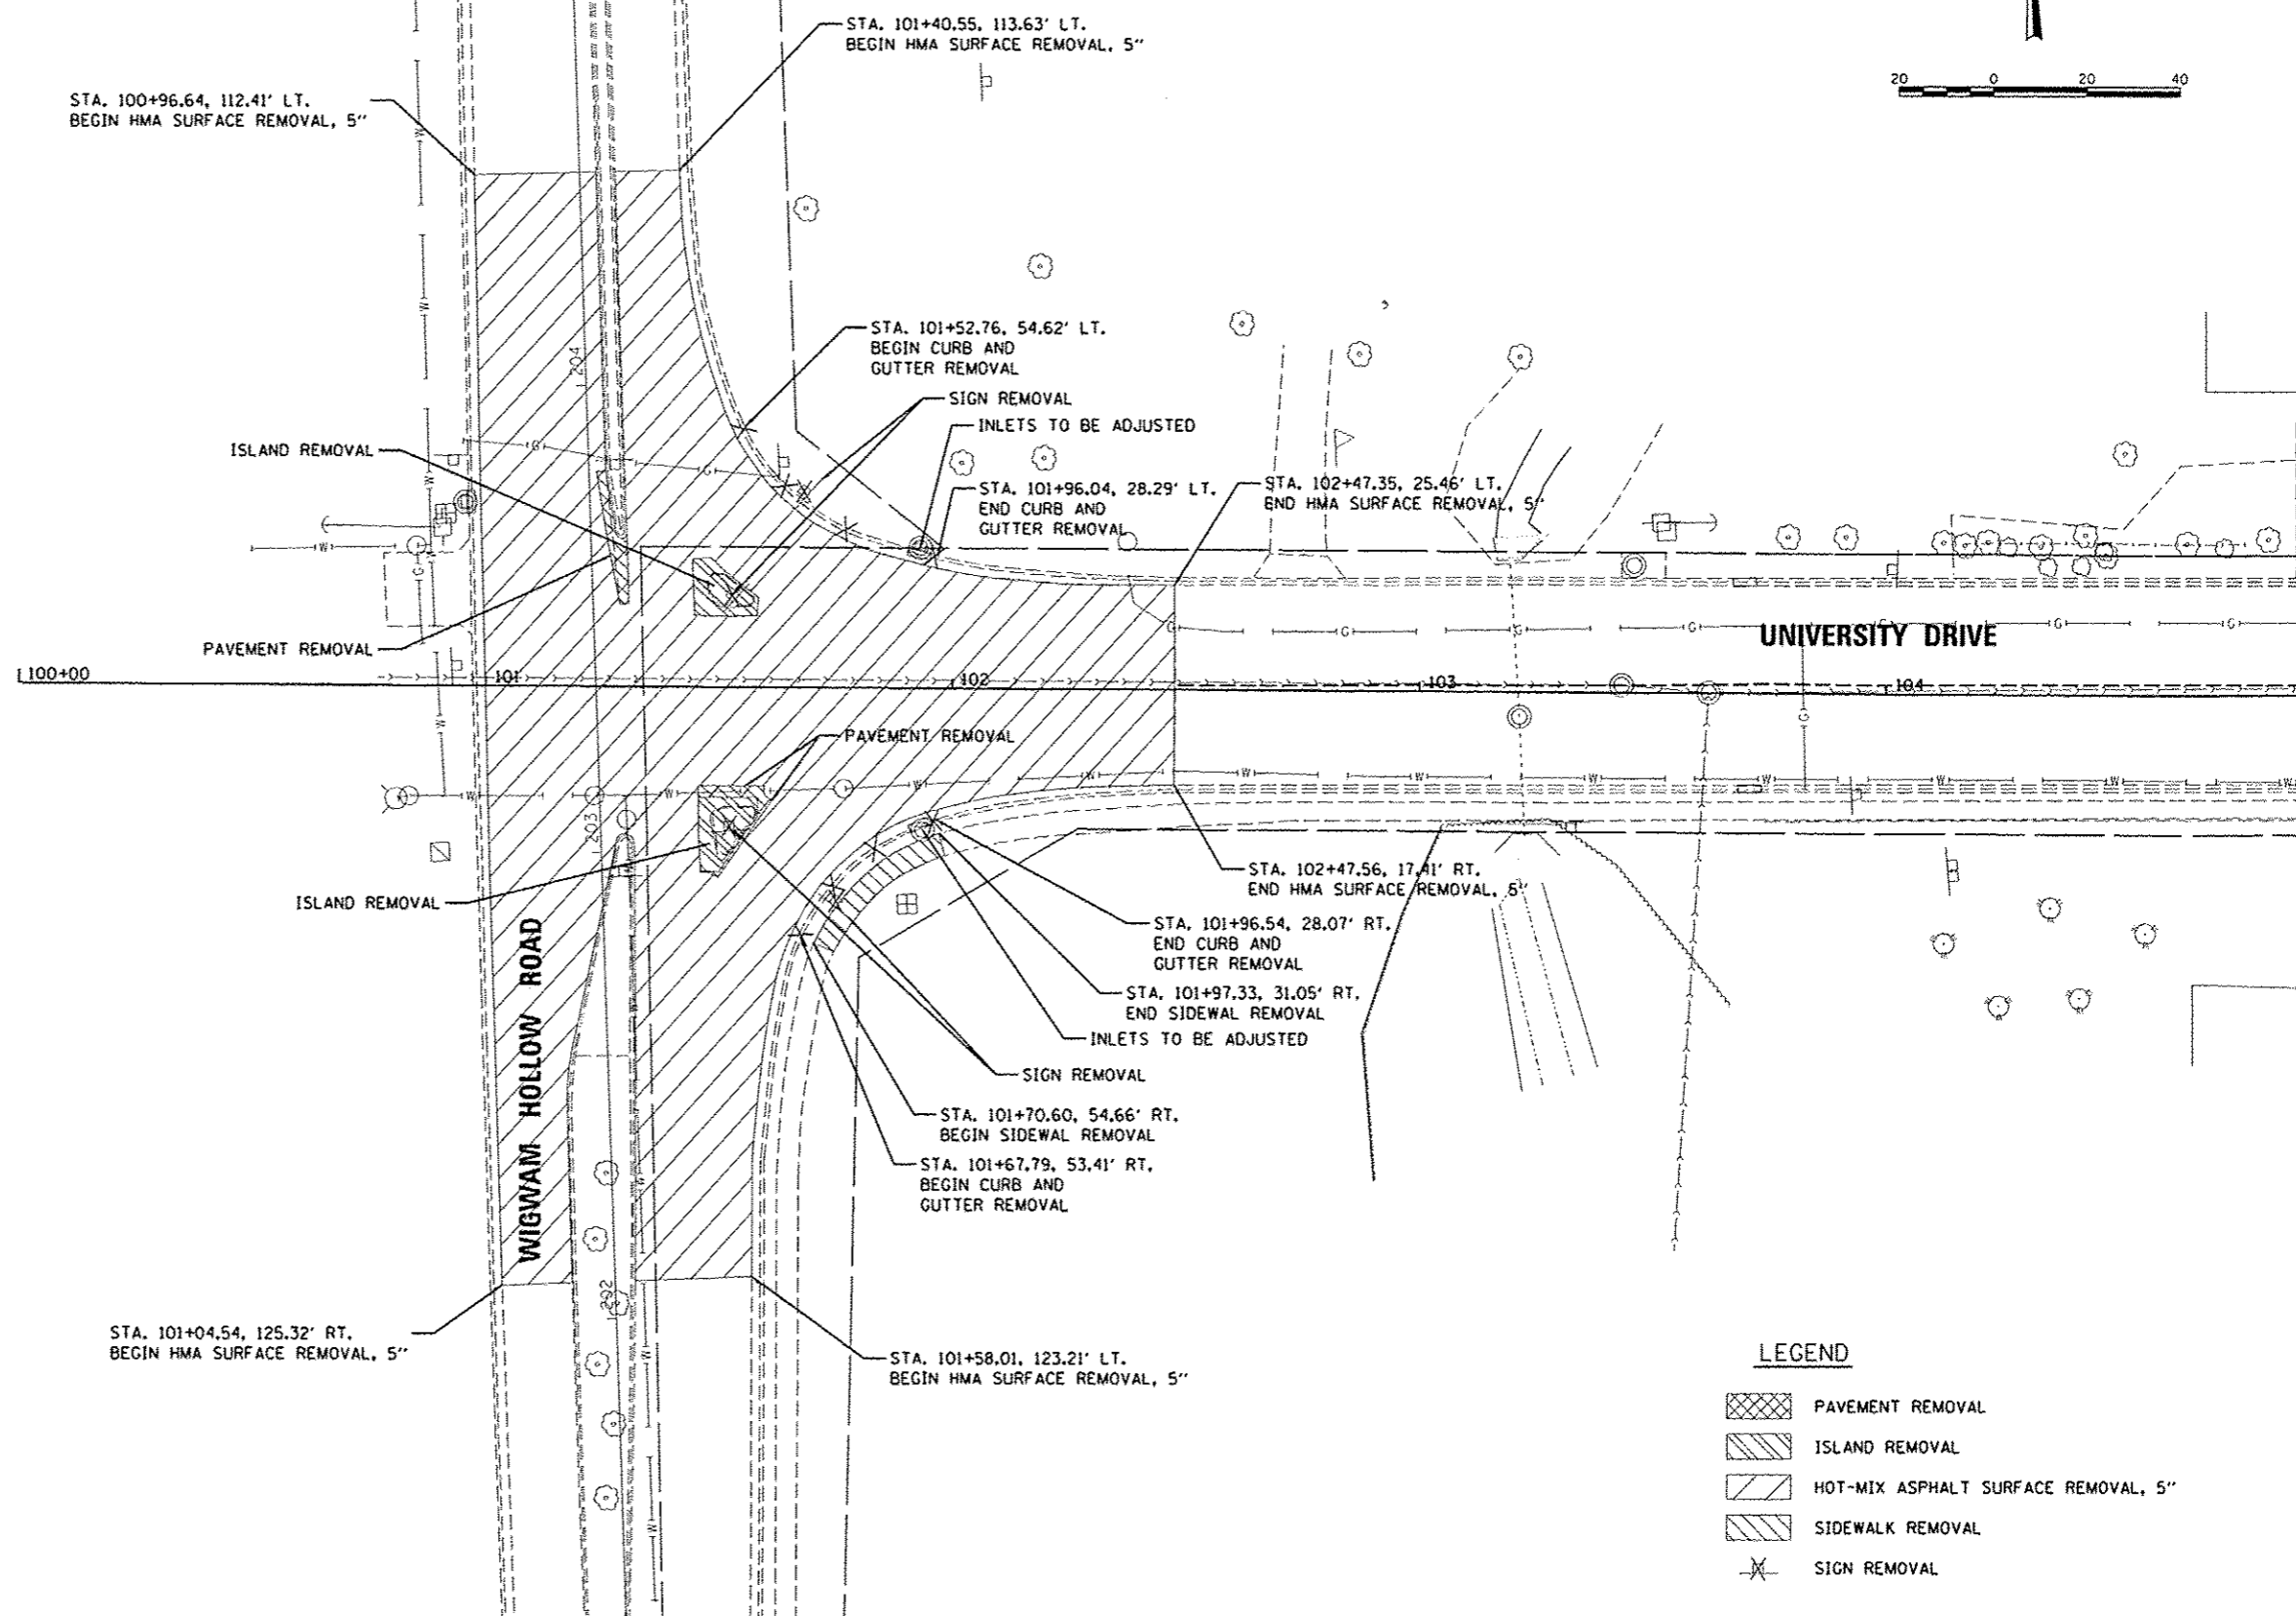 STA. 101+40.55, 113.63' LT.
BEGIN HMA SURFACE REMOVAL, 5"
20 0 20 40
STA. 100+96.64, 112.41' LT.
BEGIN HMA SURFACE REMOVAL, 5"
STA. 101+52.76, 54.62' LT.
BEGIN CURB AND
GUTTER REMOVAL
204
SIGN REMOVAL
INLETS TO BE ADJUSTED
ISLAND REMOVAL
STA. 101+96.04, 28.29' LT.
END CURB AND
GUTTER REMOVAL
STA. 102+47.35, 25.46' LT.
END HMA SURFACE REMOVAL, 5"
PAVEMENT REMOVAL
UNIVERSITY DRIVE
100+00
101
102
103
104
PAVEMENT REMOVAL
203
ISLAND REMOVAL
STA. 102+47.56, 17.41' RT.
END HMA SURFACE REMOVAL, 5"
STA. 101+96.54, 28.07' RT.
END CURB AND
GUTTER REMOVAL
STA. 101+97.33, 31.05' RT.
END SIDEWAL REMOVAL
INLETS TO BE ADJUSTED
SIGN REMOVAL
WIGWAM HOLLOW ROAD
STA. 101+70.60, 54.66' RT.
BEGIN SIDEWAL REMOVAL
STA. 101+67.79, 53.41' RT.
BEGIN CURB AND
GUTTER REMOVAL
202
STA. 101+04.54, 125.32' RT.
BEGIN HMA SURFACE REMOVAL, 5"
STA. 101+58.01, 123.21' LT.
BEGIN HMA SURFACE REMOVAL, 5"
LEGEND
PAVEMENT REMOVAL
ISLAND REMOVAL
HOT-MIX ASPHALT SURFACE REMOVAL, 5"
SIDEWALK REMOVAL
SIGN REMOVAL